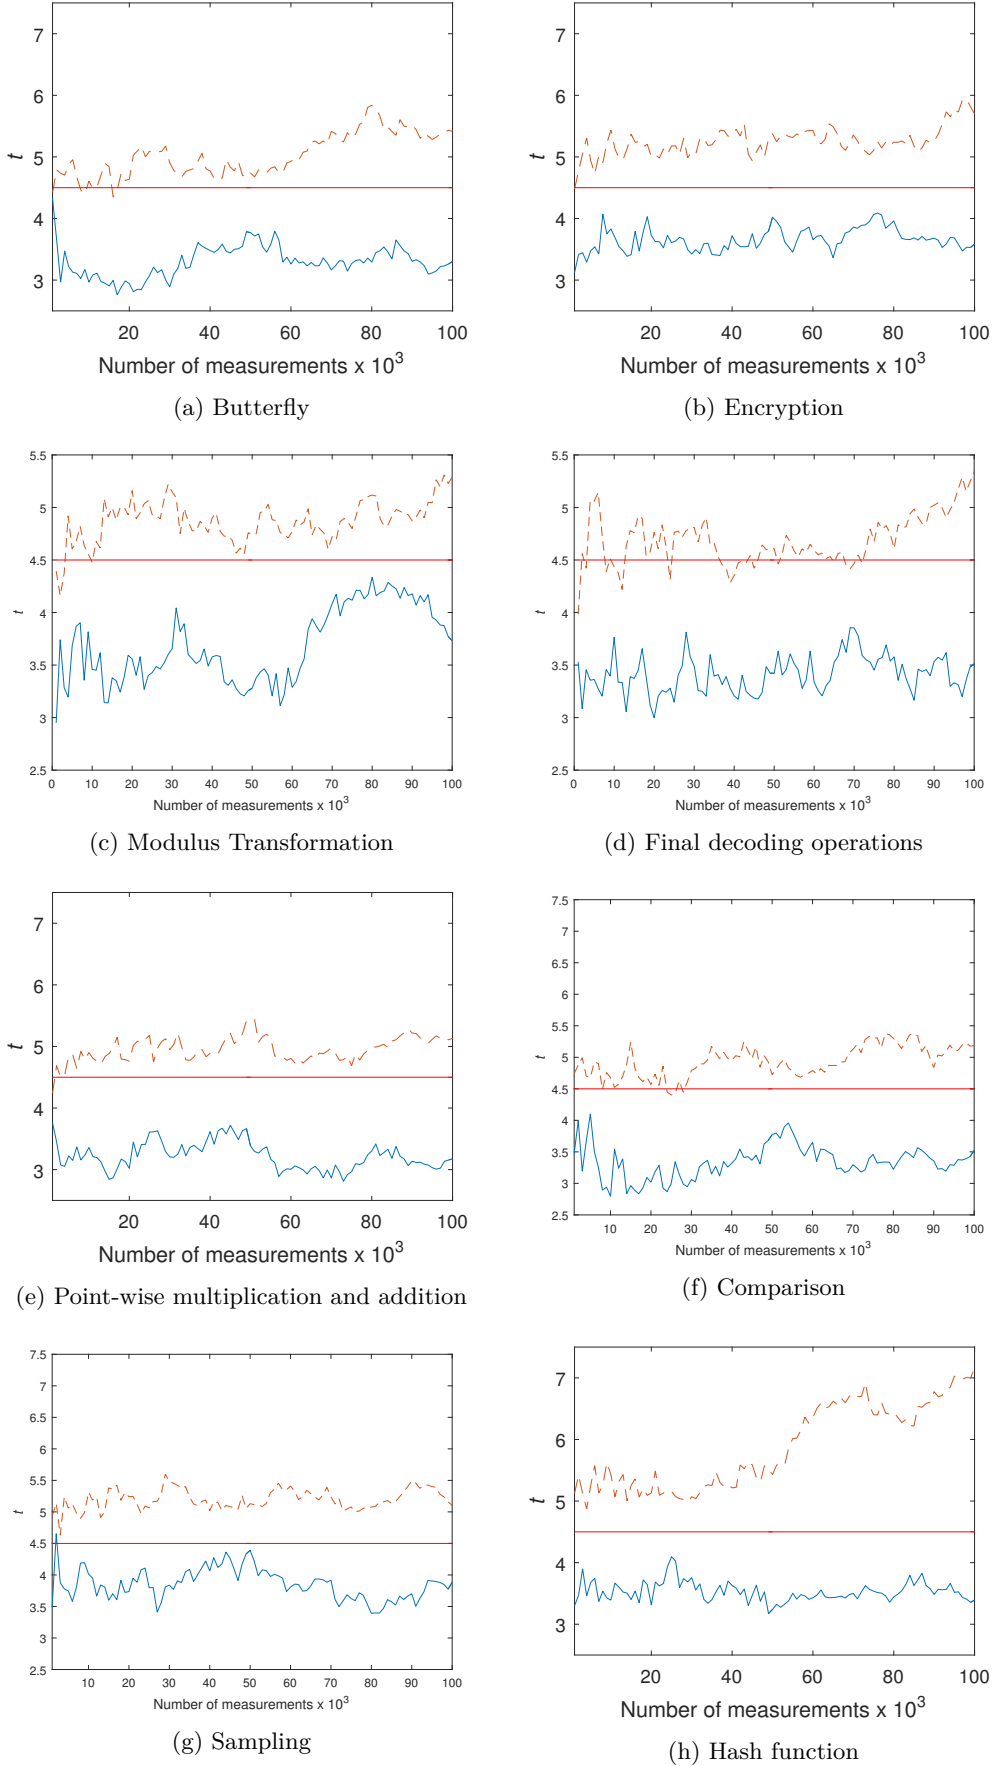 7
6
5
4
3
t
20 40 60 80 100
Number of measurements x 10^3
(a) Butterfly
7
6
5
4
3
t
20 40 60 80 100
Number of measurements x 10^3
(b) Encryption
5.5
5
4.5
4
3.5
3
2.5
t
0 10 20 30 40 50 60 70 80 90 100
Number of measurements x 10^3
(c) Modulus Transformation
5.5
5
4.5
4
3.5
3
2.5
t
0 10 20 30 40 50 60 70 80 90 100
Number of measurements x 10^3
(d) Final decoding operations
7
6
5
4
3
t
20 40 60 80 100
Number of measurements x 10^3
(e) Point-wise multiplication and addition
7.5
7
6.5
6
5.5
5
4.5
4
3.5
3
2.5
t
10 20 30 40 50 60 70 80 90 100
Number of measurements x 10^3
(f) Comparison
7.5
7
6.5
6
5.5
5
4.5
4
3.5
3
2.5
t
10 20 30 40 50 60 70 80 90 100
Number of measurements x 10^3
(g) Sampling
7
6
5
4
3
t
20 40 60 80 100
Number of measurements x 10^3
(h) Hash function